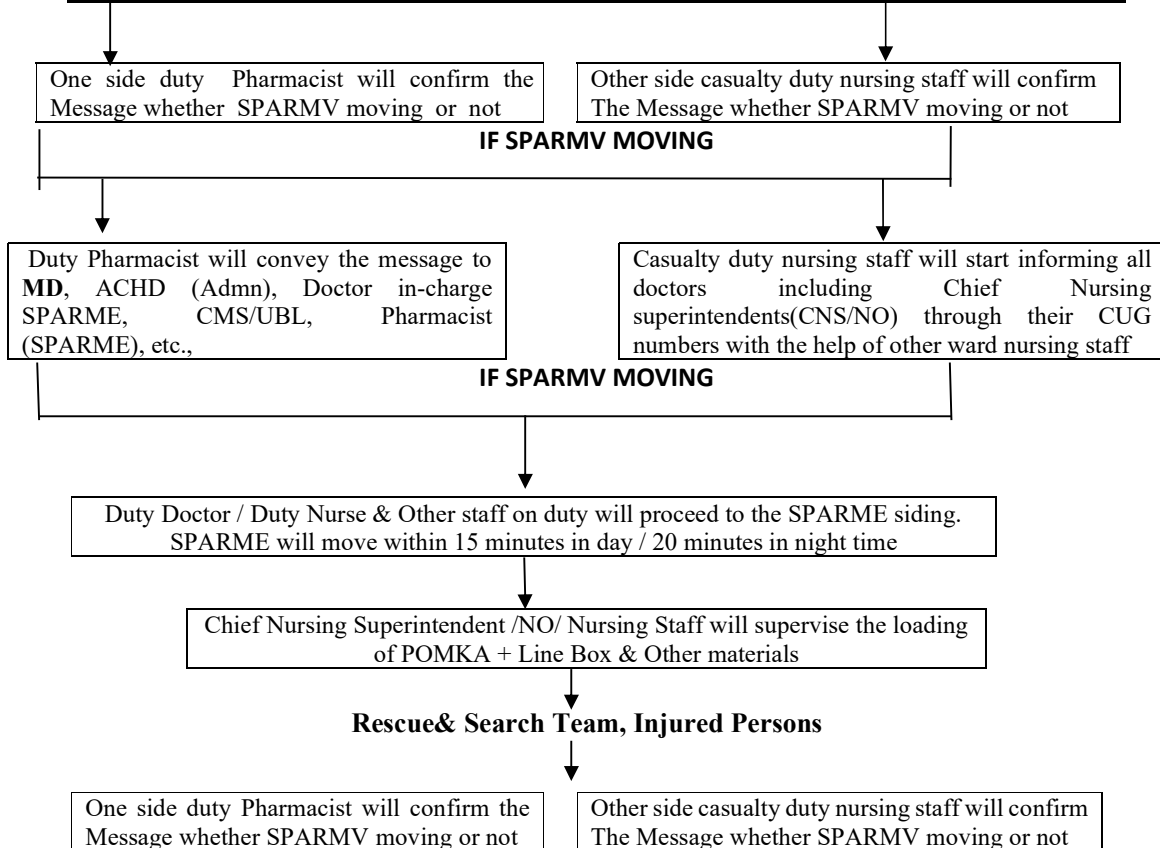 One side duty Pharmacist will confirm the
Message whether SPARMV moving or not
Other side casualty duty nursing staff will confirm
The Message whether SPARMV moving or not
IF SPARMV MOVING
Duty Pharmacist will convey the message to
MD, ACHD (Admn), Doctor in-charge
SPARME, CMS/UBL, Pharmacist
(SPARME), etc.,
Casualty duty nursing staff will start informing all
doctors including Chief Nursing
superintendents(CNS/NO) through their CUG
numbers with the help of other ward nursing staff
IF SPARMV MOVING
Duty Doctor / Duty Nurse & Other staff on duty will proceed to the SPARME siding.
SPARME will move within 15 minutes in day / 20 minutes in night time
Chief Nursing Superintendent /NO/ Nursing Staff will supervise the loading
of POMKA + Line Box & Other materials
Rescue& Search Team, Injured Persons
One side duty Pharmacist will confirm the
Message whether SPARMV moving or not
Other side casualty duty nursing staff will confirm
The Message whether SPARMV moving or not